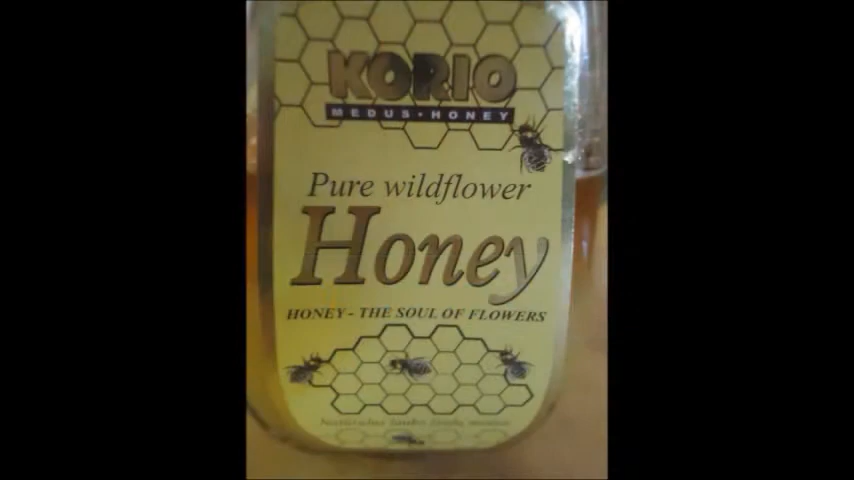 KORIO
MEDUS·HONEY
Pure wildflower
Honey
HONEY- THE SOUL OF FLOWERS